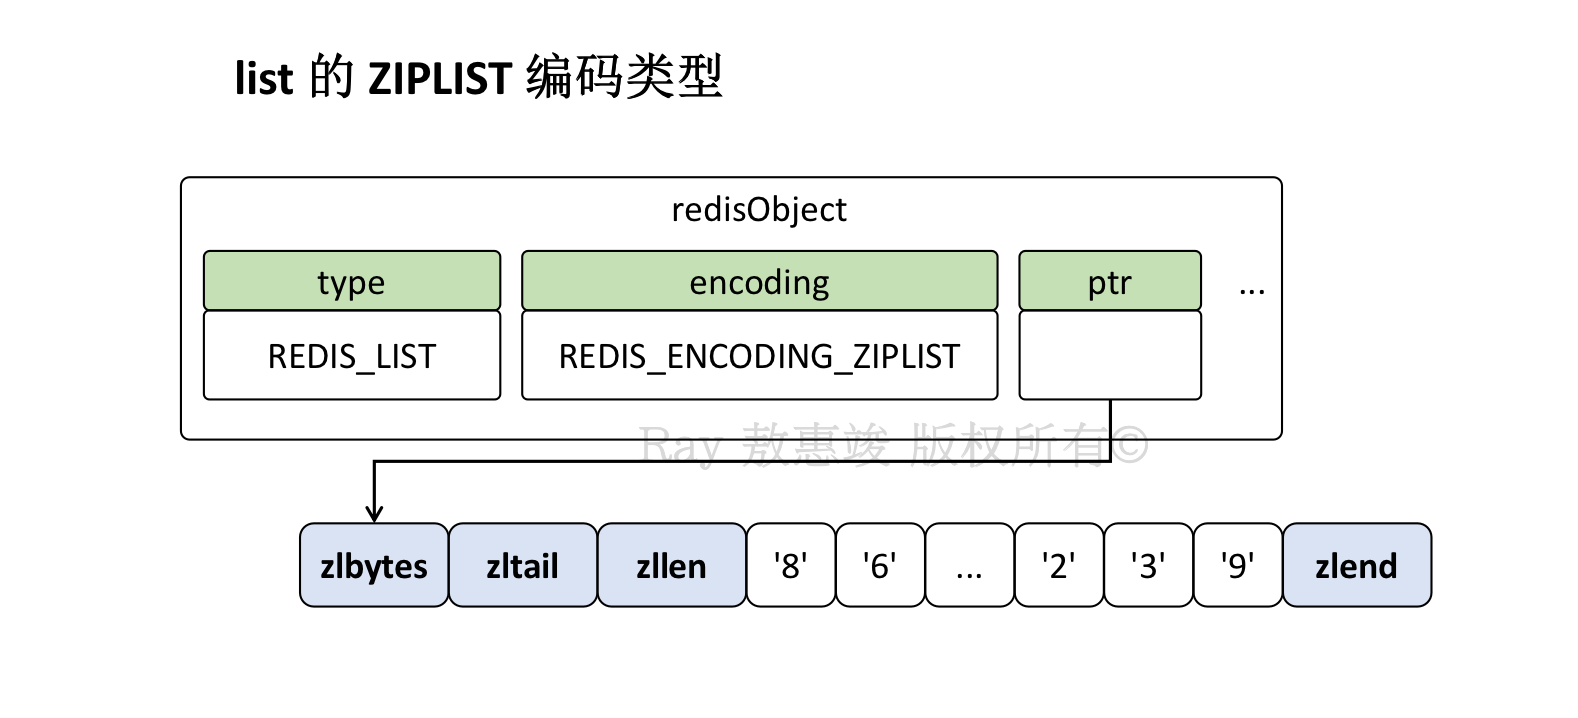 list 的 ZIPLIST 编码类型
redisObject
type encoding ptr ...
REDIS_LIST REDIS_ENCODING_ZIPLIST
Ray 敖惠竣 版权所有©
zlbytes zltail zllen '8' '6' ... '2' '3' '9' zlend